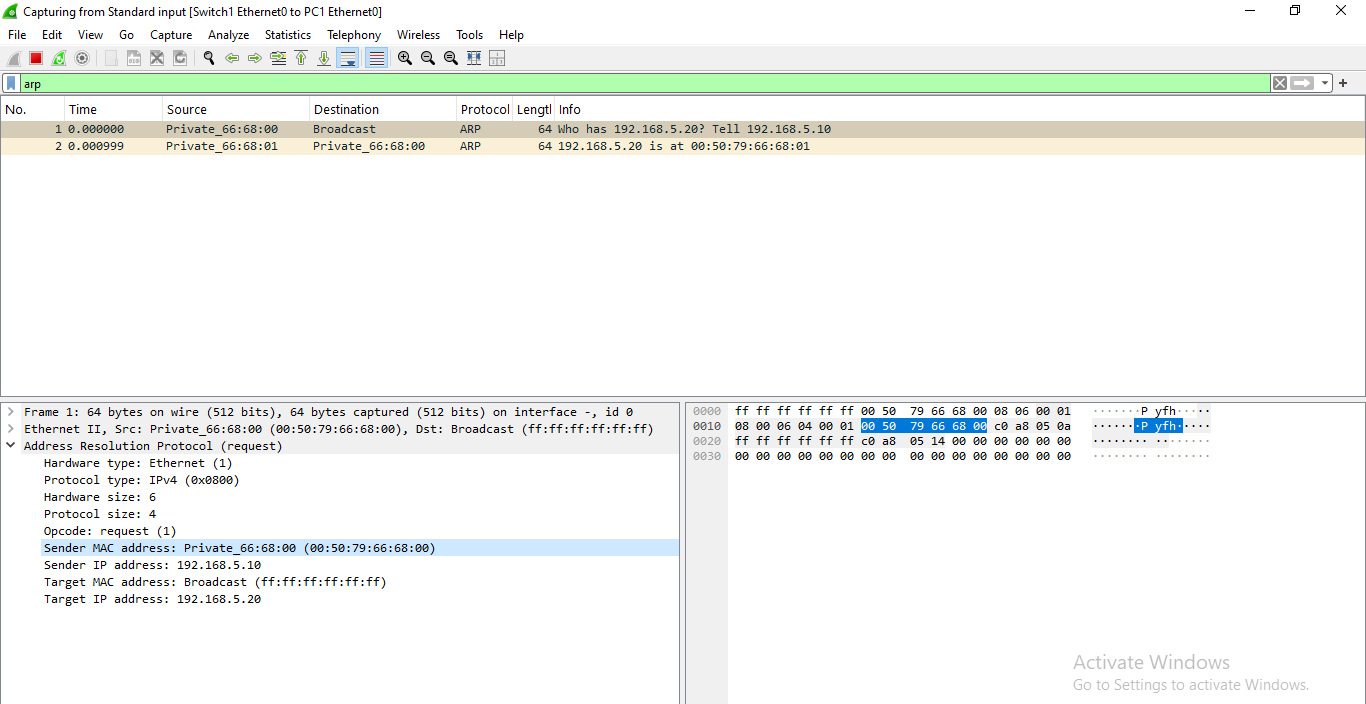 Capturing from Standard input [Switch1 Ethernet0 to PC1 Ethernet0]
File Edit View Go Capture Analyze Statistics Telephony Wireless Tools Help
arp
No. Time Source Destination Protocol Lengtl Info
1 0.000000 Private_66:68:00 Broadcast ARP 64 Who has 192.168.5.20? Tell 192.168.5.10
2 0.000999 Private_66:68:01 Private_66:68:00 ARP 64 192.168.5.20 is at 00:50:79:66:68:01
Frame 1: 64 bytes on wire (512 bits), 64 bytes captured (512 bits) on interface -, id 0
Ethernet II, Src: Private_66:68:00 (00:50:79:66:68:00), Dst: Broadcast (ff:ff:ff:ff:ff:ff)
Address Resolution Protocol (request)
Hardware type: Ethernet (1)
Protocol type: IPv4 (0x0800)
Hardware size: 6
Protocol size: 4
Opcode: request (1)
Sender MAC address: Private_66:68:00 (00:50:79:66:68:00)
Sender IP address: 192.168.5.10
Target MAC address: Broadcast (ff:ff:ff:ff:ff:ff)
Target IP address: 192.168.5.20
0000 ff ff ff ff ff ff 00 50 79 66 68 00 08 06 00 01 ·······P yfh·····
0010 08 00 06 04 00 01 00 50 79 66 68 00 c0 a8 05 0a ·······P yfh·····
0020 ff ff ff ff ff ff c0 a8 05 14 00 00 00 00 00 00 ········ ········
0030 00 00 00 00 00 00 00 00 00 00 00 00 00 00 00 00 ········ ········
Activate Windows
Go to Settings to activate Windows.